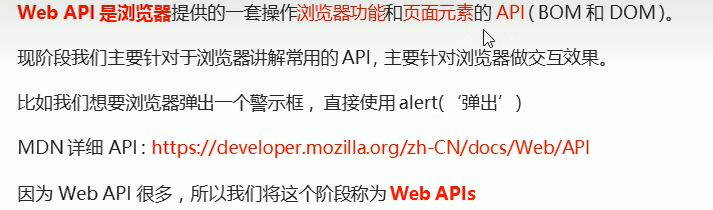 Web API 是浏览器提供的一套操作浏览器功能和页面元素的 API ( BOM 和 DOM )。
现阶段我们主要针对于浏览器讲解常用的 API , 主要针对浏览器做交互效果。
比如我们想要浏览器弹出一个警示框， 直接使用 alert(‘弹出’)
MDN 详细 API : https://developer.mozilla.org/zh-CN/docs/Web/API
因为 Web API 很多，所以我们将这个阶段称为 Web APIs